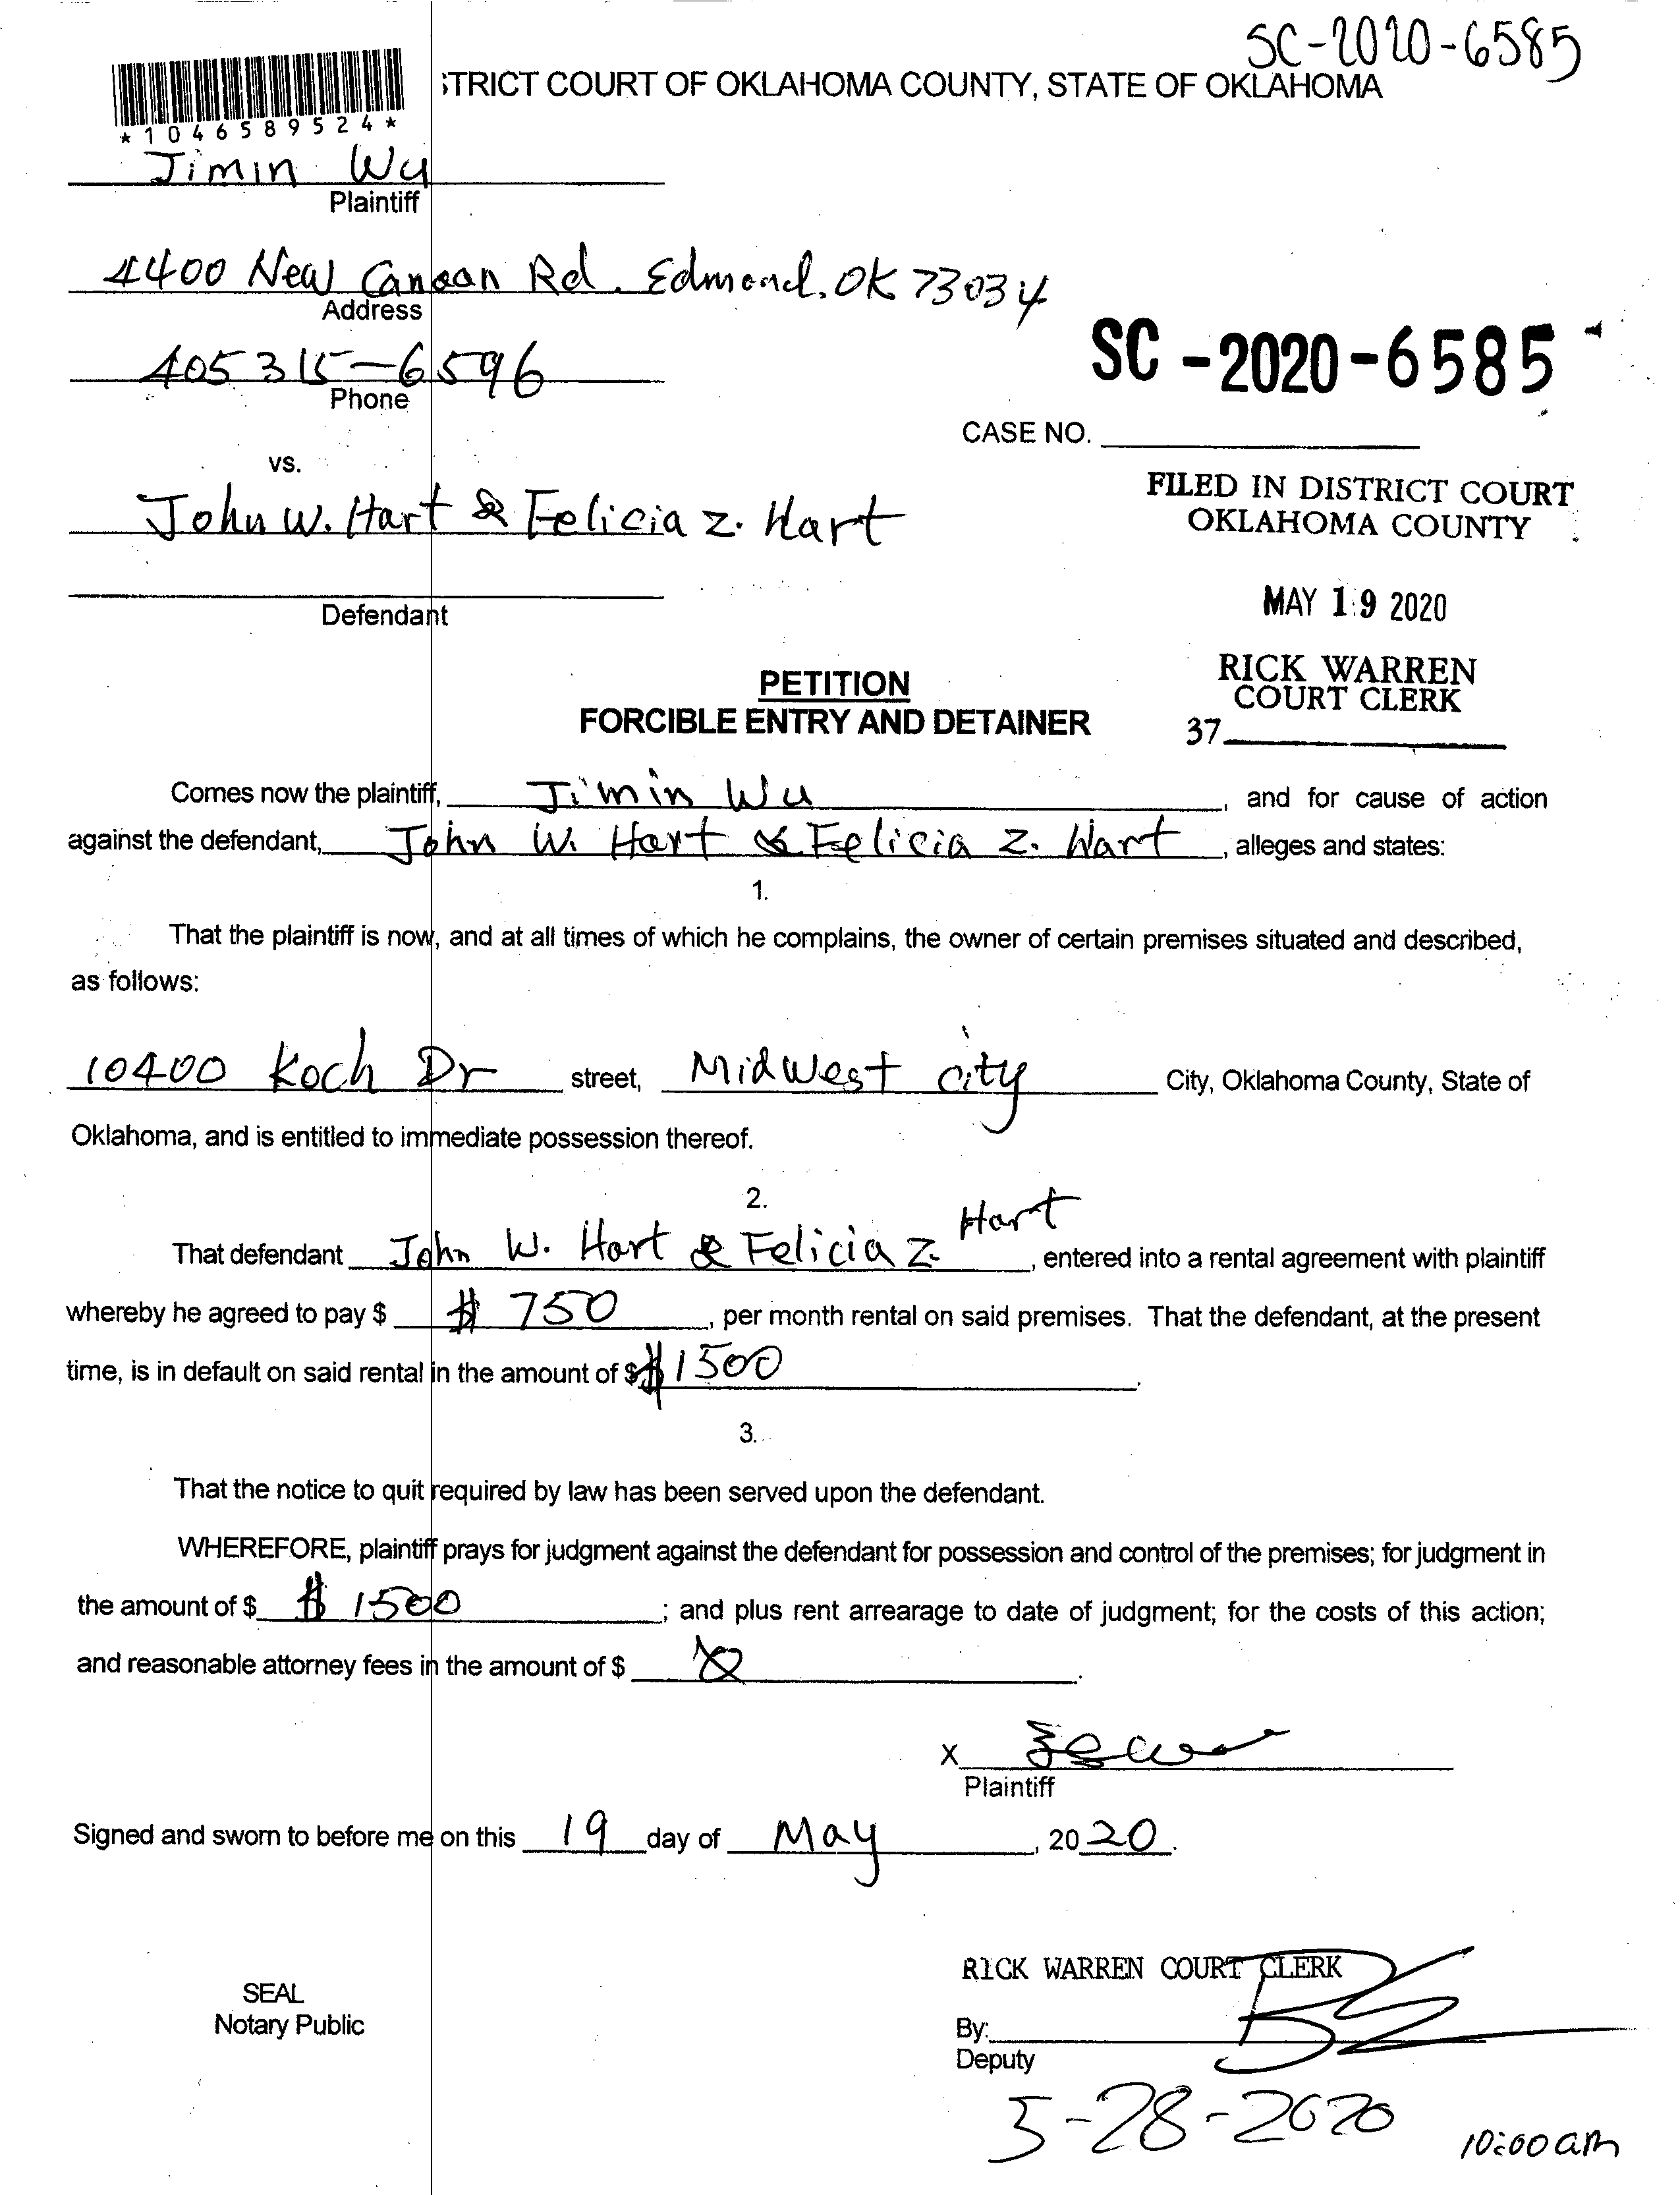 SC-2020-6585
TRICT COURT OF OKLAHOMA COUNTY, STATE OF OKLAHOMA
*1046589524*
Jimin Wu
Plaintiff
4400 New Canaan Rd. Edmond, OK 73034
Address
405 315-6596
Phone
SC-2020-6585
CASE NO.
vs.
John W. Hart & Felicia Z. Hart
FILED IN DISTRICT COURT
OKLAHOMA COUNTY
Defendant
MAY 19 2020
RICK WARREN
COURT CLERK
37
PETITION
FORCIBLE ENTRY AND DETAINER
Comes now the plaintiff, Jimin Wu, and for cause of action
against the defendant, John W. Hart & Felicia Z. Hart, alleges and states:
1.
That the plaintiff is now, and at all times of which he complains, the owner of certain premises situated and described,
as follows:
10400 Koch Dr street, Midwest city City, Oklahoma County, State of
Oklahoma, and is entitled to immediate possession thereof.
2.
That defendant John W. Hart & Felicia Z. Hart, entered into a rental agreement with plaintiff
whereby he agreed to pay $ $ 750, per month rental on said premises. That the defendant, at the present
time, is in default on said rental in the amount of $ $1500.
3.
That the notice to quit required by law has been served upon the defendant.
WHEREFORE, plaintiff prays for judgment against the defendant for possession and control of the premises; for judgment in
the amount of $ $ 1500; and plus rent arrearage to date of judgment; for the costs of this action;
and reasonable attorney fees in the amount of $
X
Plaintiff
Signed and sworn to before me on this 19 day of May, 2020.
RICK WARREN COURT CLERK
SEAL
Notary Public
By:
Deputy
5-28-2020 10:00 am